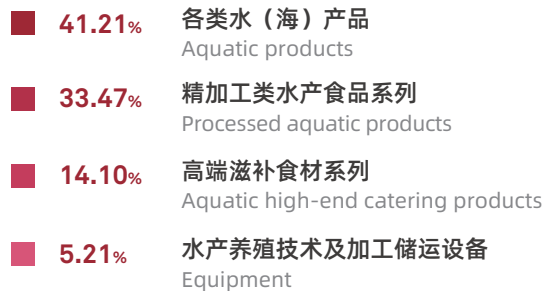 41.21% 各类水（海）产品
Aquatic products
33.47% 精加工类水产食品系列
Processed aquatic products
14.10% 高端滋补食材系列
Aquatic high-end catering products
5.21% 水产养殖技术及加工储运设备
Equipment